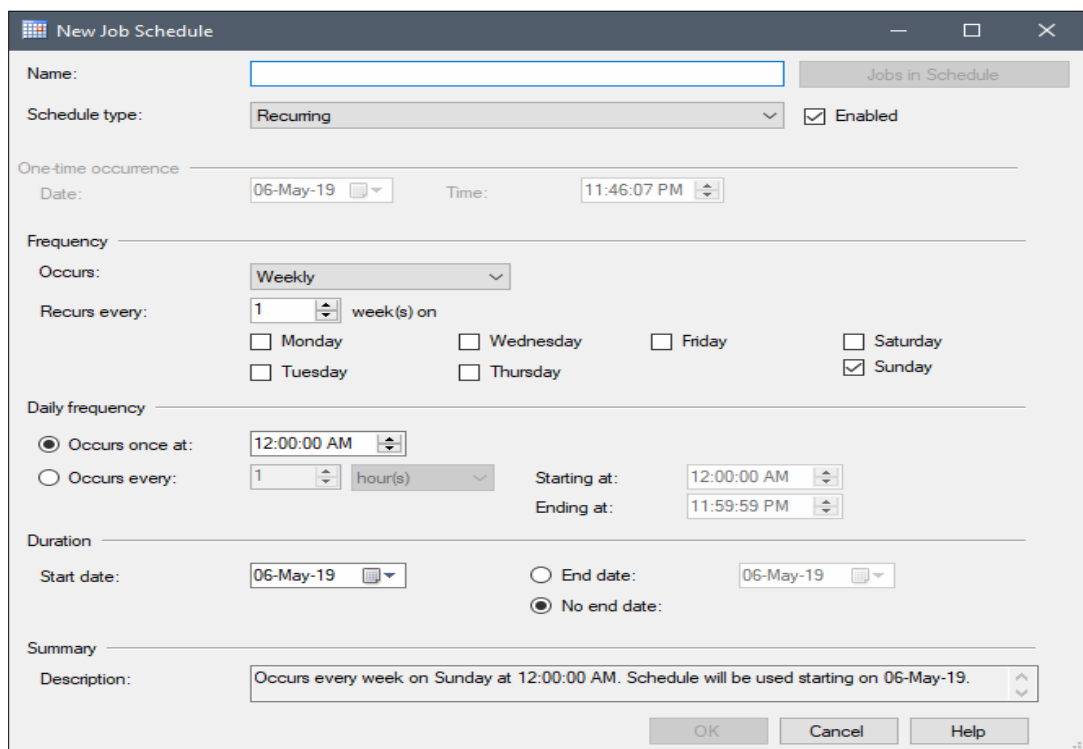 New Job Schedule
Name:
Jobs in Schedule
Schedule type: Recurring Enabled
One-time occurrence
Date: 06-May-19 Time: 11:46:07 PM
Frequency
Occurs: Weekly
Recurs every: 1 week(s) on
Monday Wednesday Friday Saturday
Tuesday Thursday Sunday
Daily frequency
Occurs once at: 12:00:00 AM
Occurs every: 1 hour(s) Starting at: 12:00:00 AM
Ending at: 11:59:59 PM
Duration
Start date: 06-May-19 End date: 06-May-19
No end date:
Summary
Description: Occurs every week on Sunday at 12:00:00 AM. Schedule will be used starting on 06-May-19.
OK Cancel Help